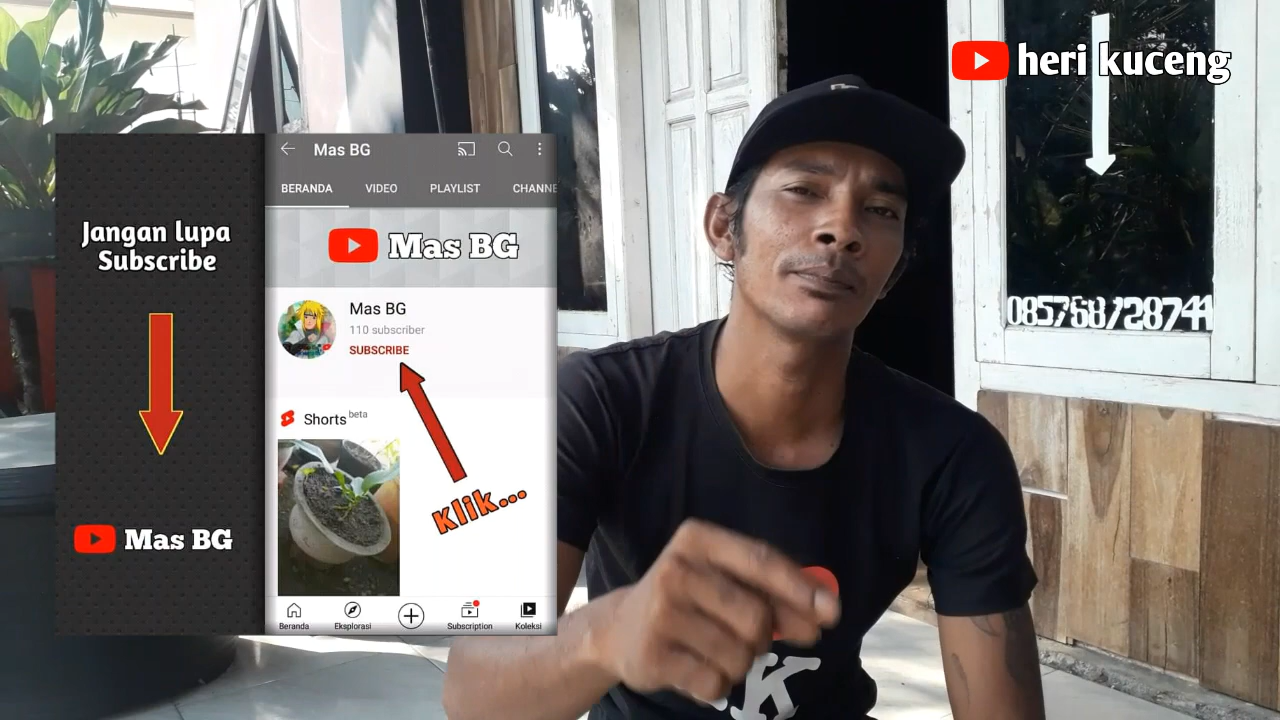 heri kuceng
Mas BG
BERANDA VIDEO PLAYLIST CHANNE
Jangan lupa
Subscribe
Mas BG
Mas BG
110 subscriber
SUBSCRIBE
Shorts beta
Klik...
Mas BG
Beranda Eksplorasi Subscription Koleksi
K